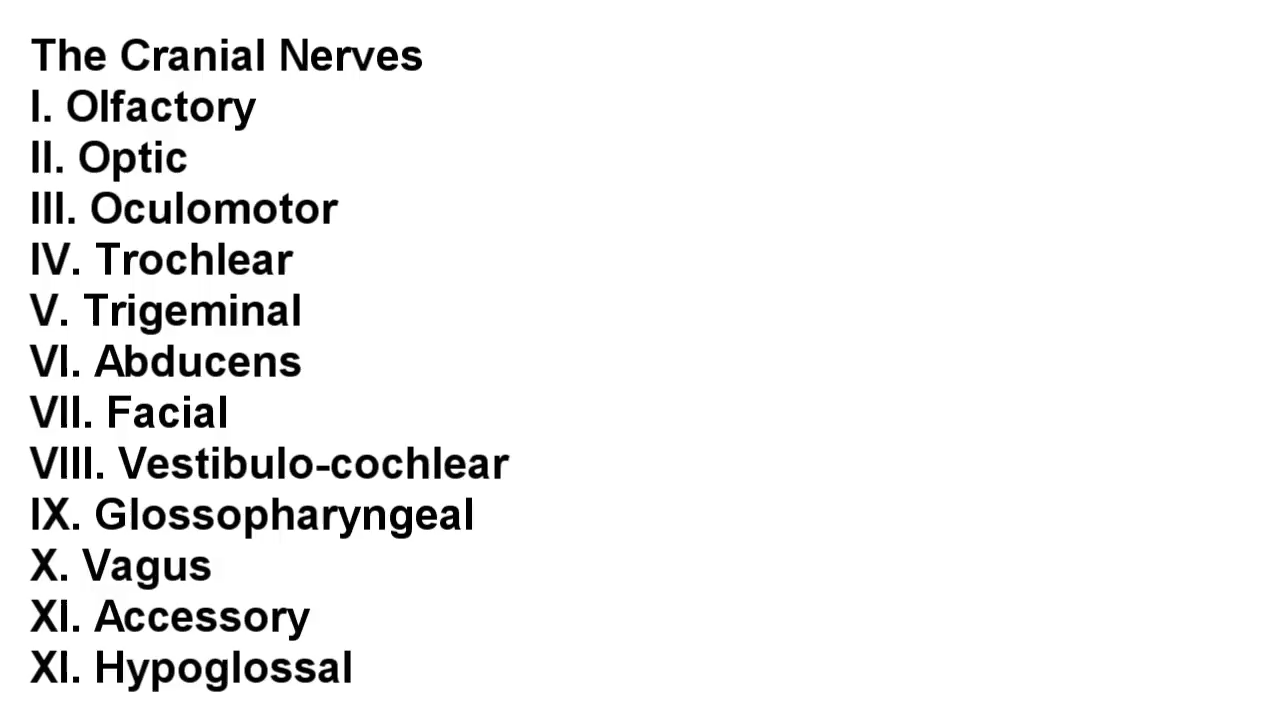 The Cranial Nerves
I. Olfactory
II. Optic
III. Oculomotor
IV. Trochlear
V. Trigeminal
VI. Abducens
VII. Facial
VIII. Vestibulo-cochlear
IX. Glossopharyngeal
X. Vagus
XI. Accessory
XI. Hypoglossal